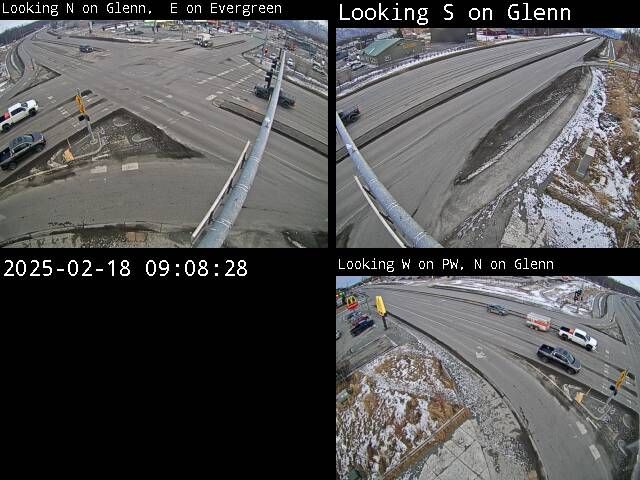 Looking N on Glenn,  E on Evergreen
Looking S on Glenn
2025-02-18 09:08:28
Looking W on PW, N on Glenn